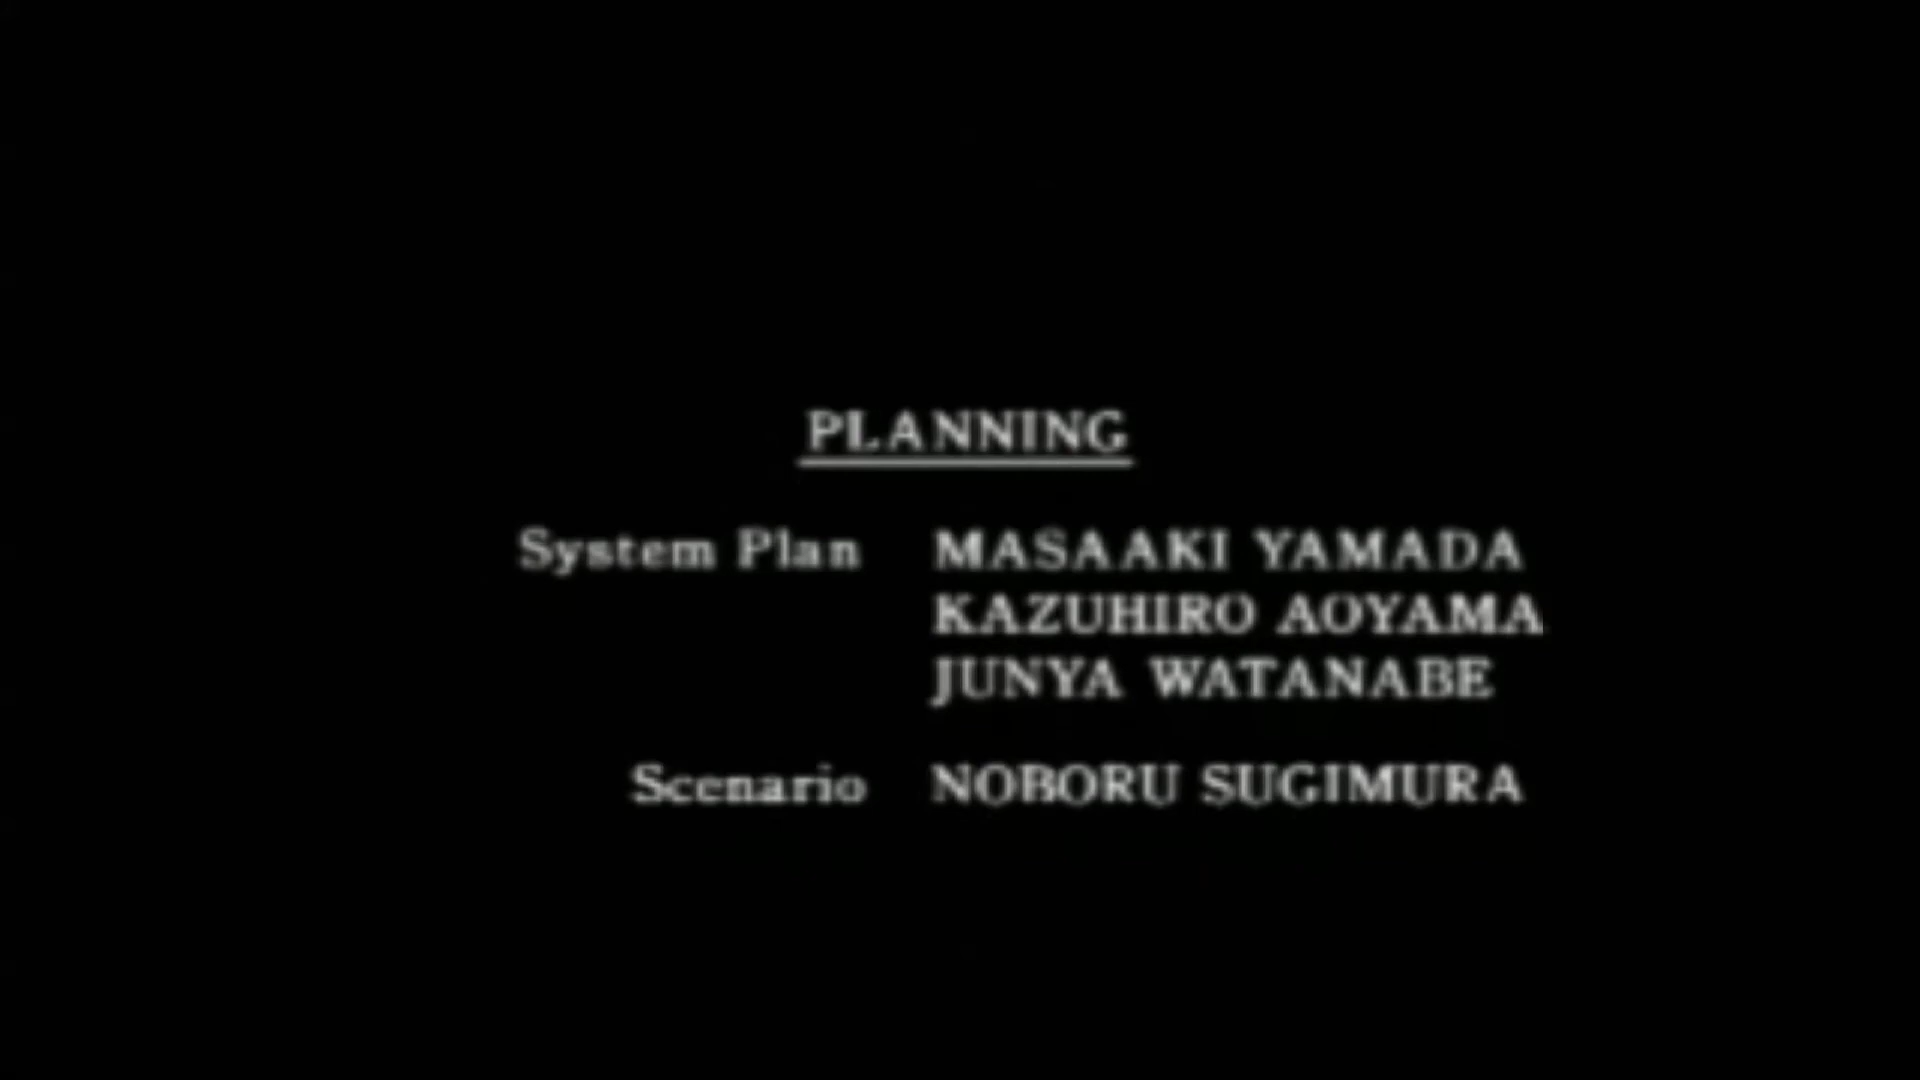 PLANNING
System Plan MASAAKI YAMADA
KAZUHIRO AOYAMA
JUNYA WATANABE
Scenario NOBORU SUGIMURA